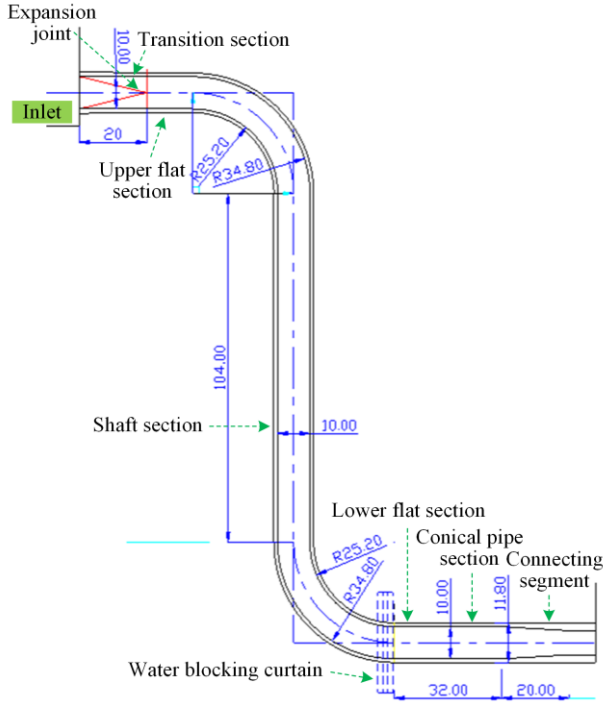 Expansion
joint
Transition section
10.00
Inlet
20
Upper flat
section
R25.20
R34.80
104.00
Shaft section
10.00
Lower flat section
Conical pipe
section
Connecting
segment
R25.20
R34.80
10.00
11.80
Water blocking curtain
32.00
20.00